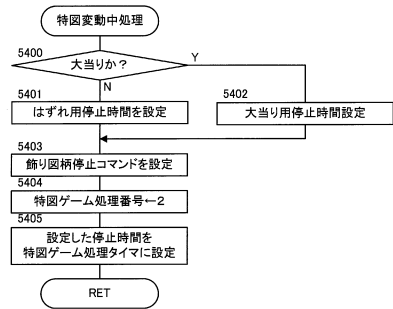 特図変動中処理
5400
大当りか?
Y
N
5401
はずれ用停止時間を設定
5402
大当り用停止時間設定
5403
飾り図柄停止コマンドを設定
5404
特図ゲーム処理番号←2
5405
設定した停止時間を
特図ゲーム処理タイマに設定
RET